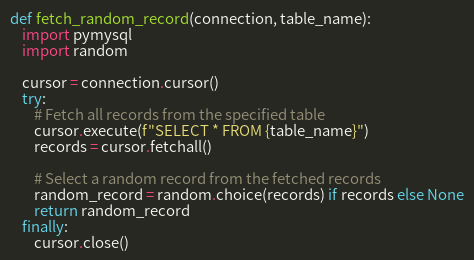 def fetch_random_record(connection, table_name):
    import pymysql
    import random

    cursor = connection.cursor()
    try:
        # Fetch all records from the specified table
        cursor.execute(f"SELECT * FROM {table_name}")
        records = cursor.fetchall()

        # Select a random record from the fetched records
        random_record = random.choice(records) if records else None
        return random_record
    finally:
        cursor.close()